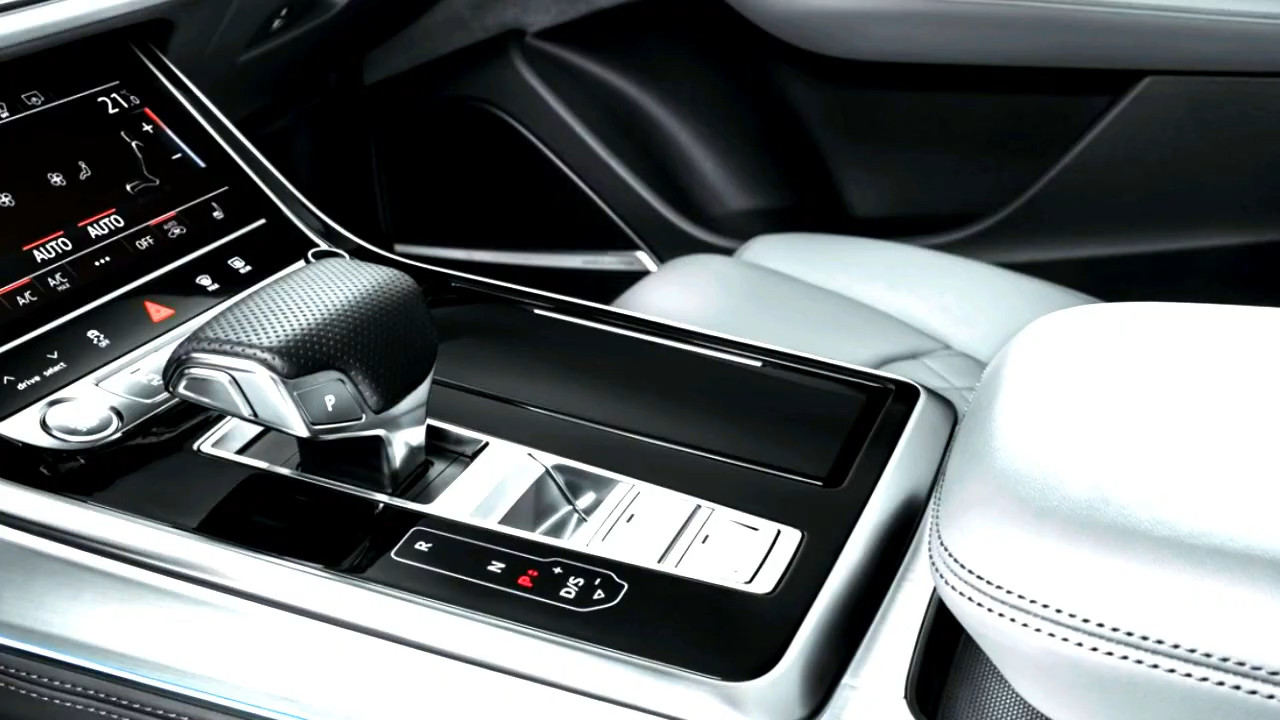 21.0
+
-
AUTO
AUTO
OFF
A/C
A/C
MAX
drive select
P
R
N
P
+
D/S
-